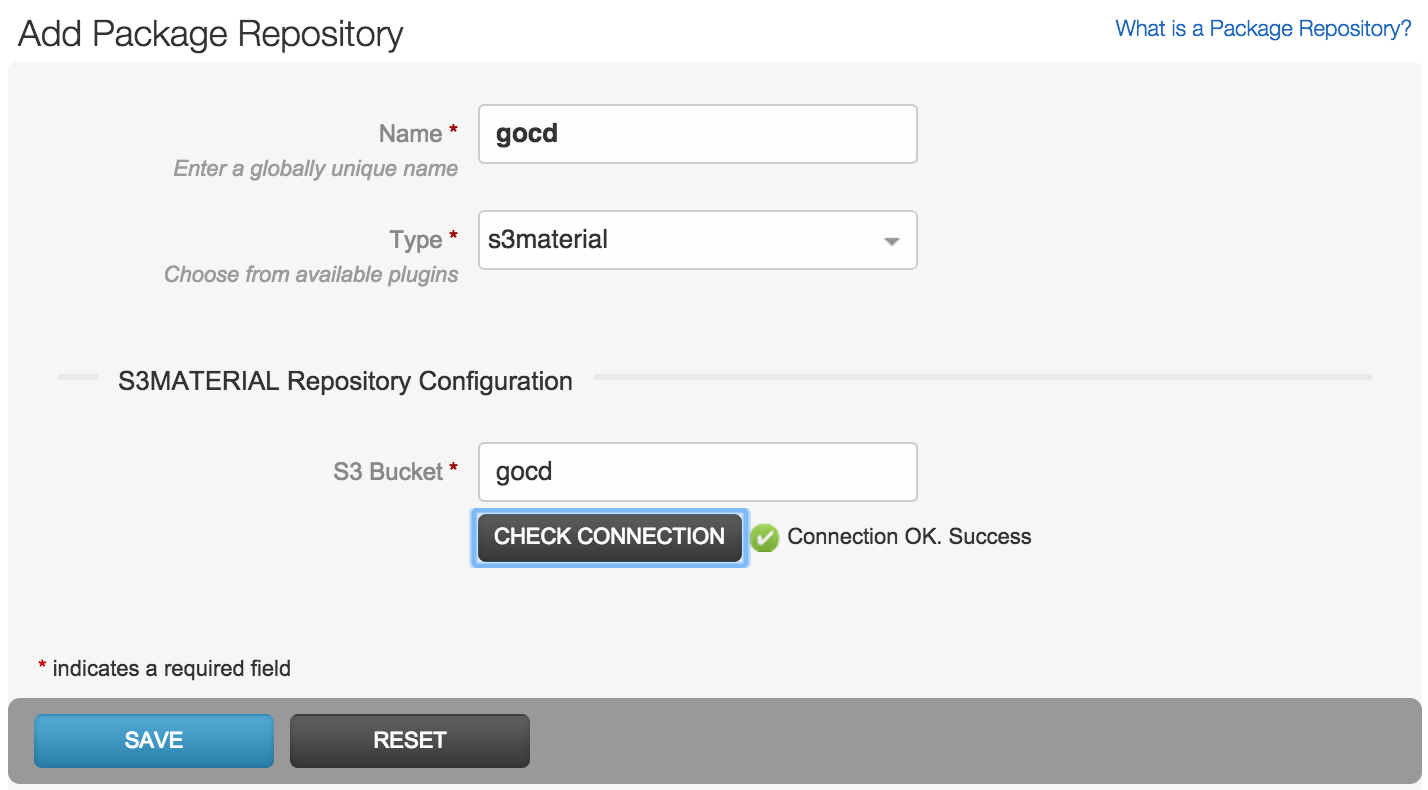 Add Package Repository
What is a Package Repository?
Name * gocd
Enter a globally unique name
Type * s3material
Choose from available plugins
S3MATERIAL Repository Configuration
S3 Bucket * gocd
CHECK CONNECTION Connection OK. Success
* indicates a required field
SAVE RESET